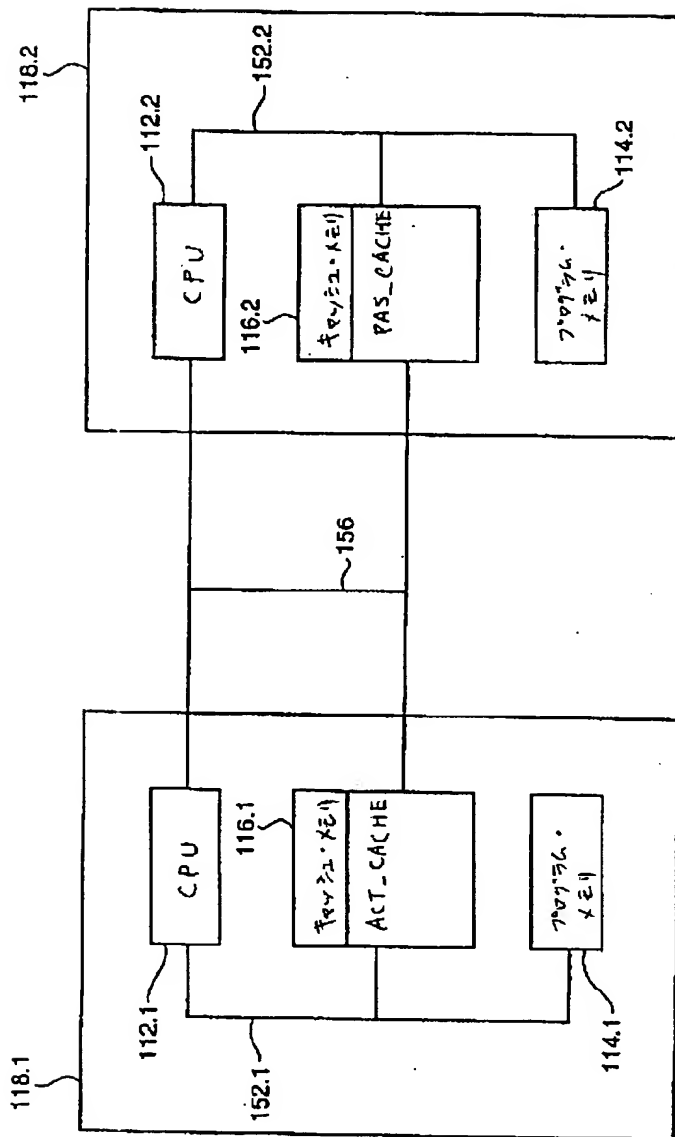 118.1
112.1
CPU
116.1
キャッシュ・メモリ
ACT_CACHE
152.1
プログラム・
メモリ
114.1
156
118.2
112.2
CPU
152.2
116.2
キャッシュ・メモリ
PAS_CACHE
プログラム・
メモリ
114.2